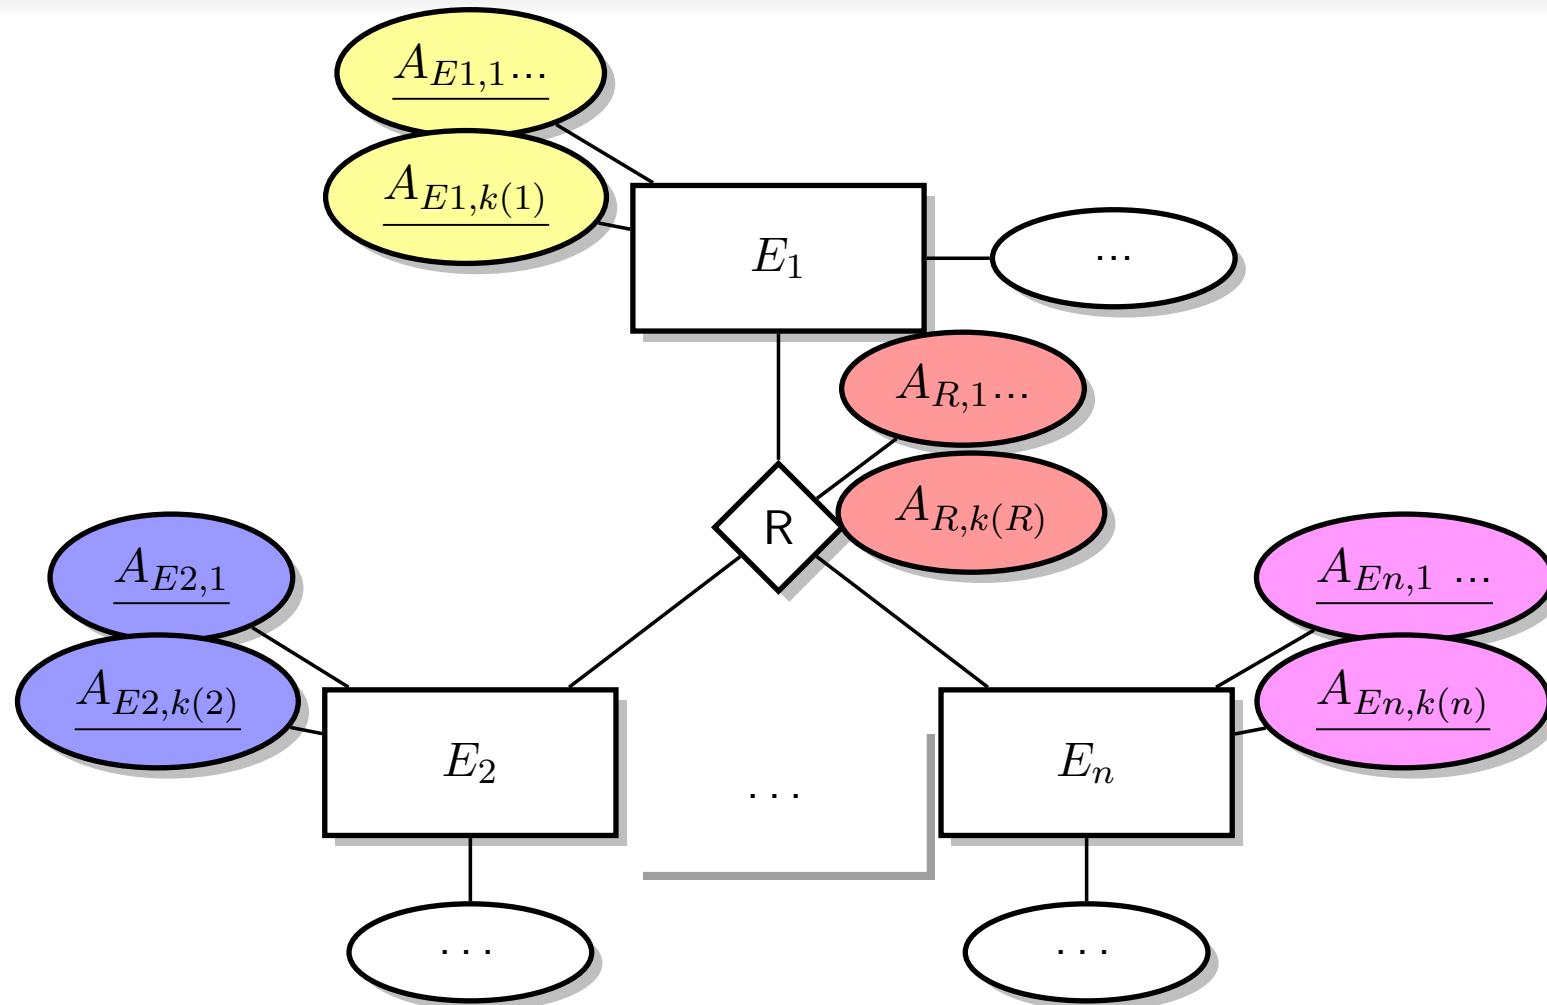 A_{E1,1} ...
A_{E1,k(1)}
E_1
...
A_{R,1} ...
A_{R,k(R)}
R
A_{E2,1}
A_{E2,k(2)}
A_{En,1} ...
A_{En,k(n)}
E_2
...
E_n
...
...